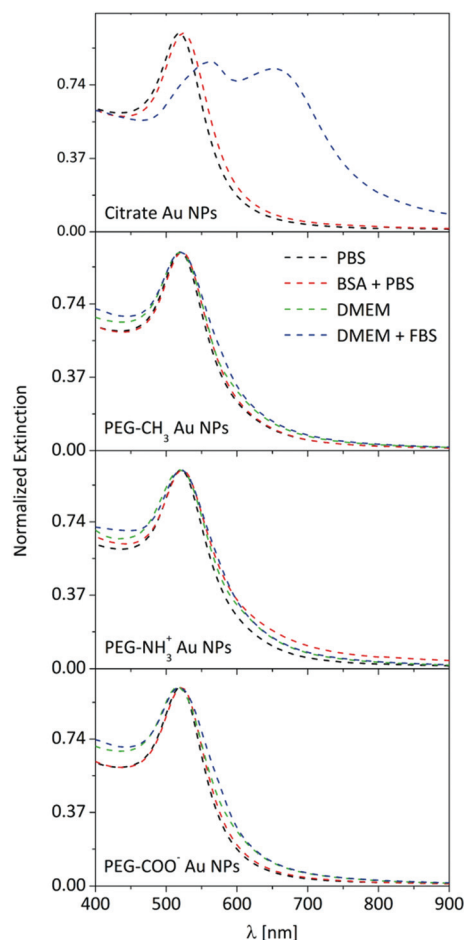 Normalized Extinction
0.74
0.37
0.00
Citrate Au NPs
PBS
BSA + PBS
DMEM
DMEM + FBS
0.74
0.37
0.00
PEG-CH₃ Au NPs
0.74
0.37
0.00
PEG-NH₃⁺ Au NPs
0.74
0.37
0.00
PEG-COO⁻ Au NPs
400 500 600 700 800 900
λ [nm]